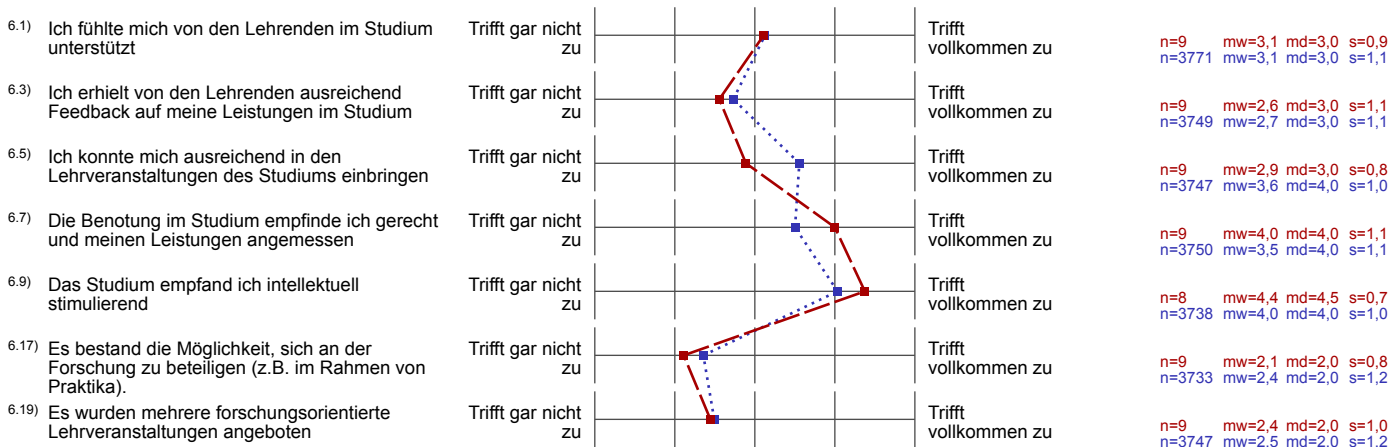 6.1) Ich fühlte mich von den Lehrenden im Studium
unterstützt
Trifft gar nicht
zu
Trifft
vollkommen zu
n=9 mw=3,1 md=3,0 s=0,9
n=3771 mw=3,1 md=3,0 s=1,1
6.3) Ich erhielt von den Lehrenden ausreichend
Feedback auf meine Leistungen im Studium
Trifft gar nicht
zu
Trifft
vollkommen zu
n=9 mw=2,6 md=3,0 s=1,1
n=3749 mw=2,7 md=3,0 s=1,1
6.5) Ich konnte mich ausreichend in den
Lehrveranstaltungen des Studiums einbringen
Trifft gar nicht
zu
Trifft
vollkommen zu
n=9 mw=2,9 md=3,0 s=0,8
n=3747 mw=3,6 md=4,0 s=1,0
6.7) Die Benotung im Studium empfinde ich gerecht
und meinen Leistungen angemessen
Trifft gar nicht
zu
Trifft
vollkommen zu
n=9 mw=4,0 md=4,0 s=1,1
n=3750 mw=3,5 md=4,0 s=1,1
6.9) Das Studium empfand ich intellektuell
stimulierend
Trifft gar nicht
zu
Trifft
vollkommen zu
n=8 mw=4,4 md=4,5 s=0,7
n=3738 mw=4,0 md=4,0 s=1,0
6.17) Es bestand die Möglichkeit, sich an der
Forschung zu beteiligen (z.B. im Rahmen von
Praktika).
Trifft gar nicht
zu
Trifft
vollkommen zu
n=9 mw=2,1 md=2,0 s=0,8
n=3733 mw=2,4 md=2,0 s=1,2
6.19) Es wurden mehrere forschungsorientierte
Lehrveranstaltungen angeboten
Trifft gar nicht
zu
Trifft
vollkommen zu
n=9 mw=2,4 md=2,0 s=1,0
n=3747 mw=2,5 md=2,0 s=1,2